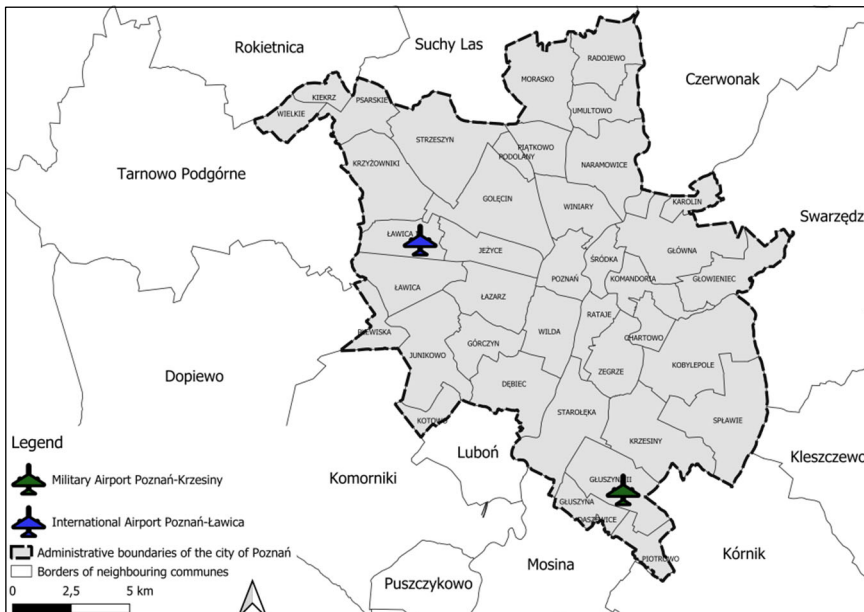 Rokietnica
Suchy Las
Czerwonak
Tarnowo Podgórne
Swarzędz
Dopiewo
Komorniki
Luboń
Puszczykowo
Mosina
Kórnik
Kleszczewo
RADOJEWO
MORASKO
UMULTOWO
KIEKRZ
PSARSKIE
WIELKIE
STRZESZYN
PIĄTKOWO
PODOLANY
NARAMOWICE
KRZYŻOWNIKI
GOLĘCIN
WINIARY
KAROLIN
ŁAWICA
JEŻYCE
ŚRÓDKA
GŁÓWNA
POZNAŃ
KOMANDORIA
GŁOWIENIEC
ŁAWICA
ŁAZARZ
RATAJE
WILDA
CHARTOWO
JUNIKOWO
GÓRCZYN
ZEGRZE
KOBYLEPOLE
DĘBIEC
STAROŁĘKA
SPŁAWIE
KOTOWO
KRZESINY
GŁUSZYNA
PIOTROWO
Legend
Military Airport Poznań-Krzesiny
International Airport Poznań-Ławica
Administrative boundaries of the city of Poznań
Borders of neighbouring communes
0 2,5 5 km